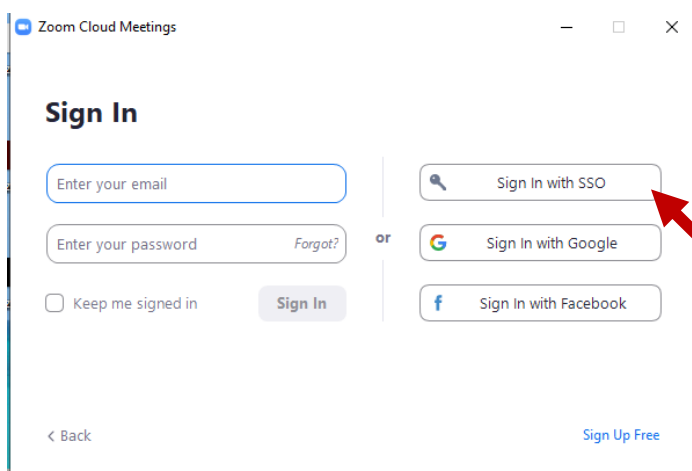 Zoom Cloud Meetings
Sign In
Enter your email
Enter your password Forgot?
Keep me signed in Sign In
or
Sign In with SSO
Sign In with Google
Sign In with Facebook
Back
Sign Up Free